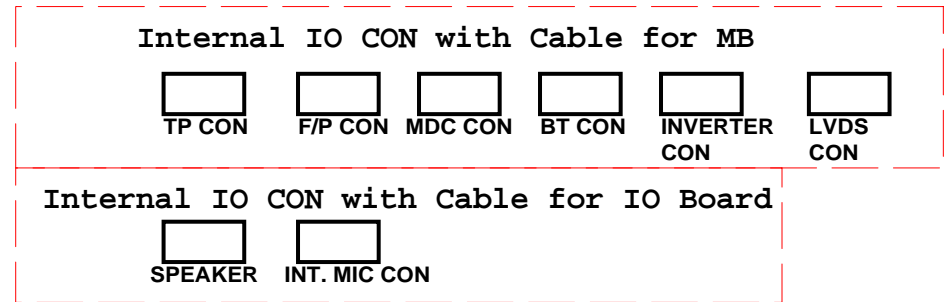 Internal IO CON with Cable for MB
TP CON F/P CON MDC CON BT CON INVERTER CON LVDS CON
Internal IO CON with Cable for IO Board
SPEAKER INT. MIC CON